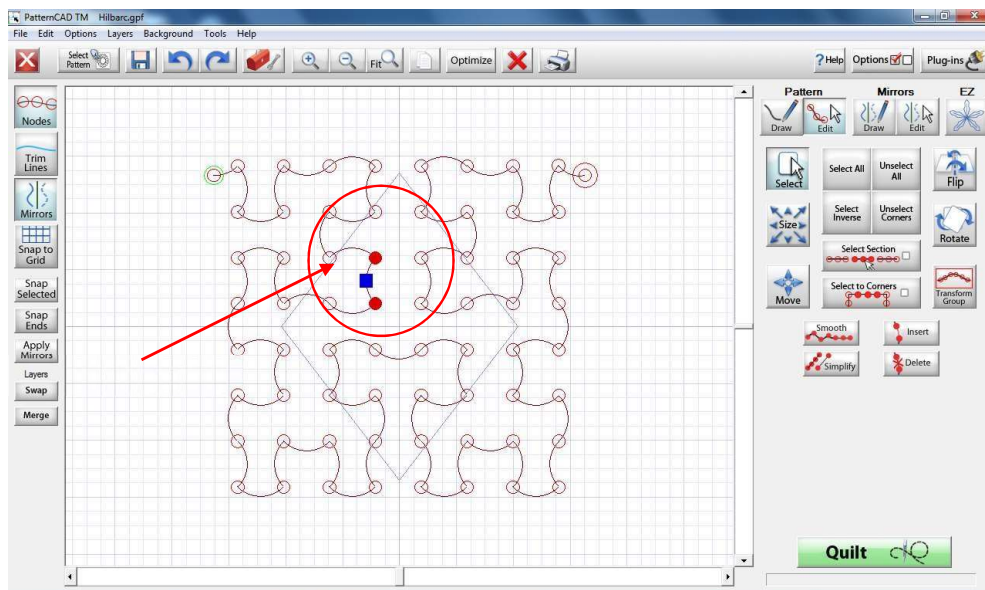 PatternCAD TM Hilbarc.gpf
File Edit Options Layers Background Tools Help
Select
Pattern
Fit
Optimize
? Help
Options
Plug-ins
Nodes
Trim
Lines
Mirrors
Snap to
Grid
Snap
Selected
Snap
Ends
Apply
Mirrors
Layers
Swap
Merge
Pattern Mirrors EZ
Draw Edit Draw Edit
Select
Select All
Unselect
All
Flip
Size
Select
Inverse
Unselect
Corners
Rotate
Select Section
Move
Select to Corners
Transform
Group
Smooth
Insert
Simplify
Delete
Quilt